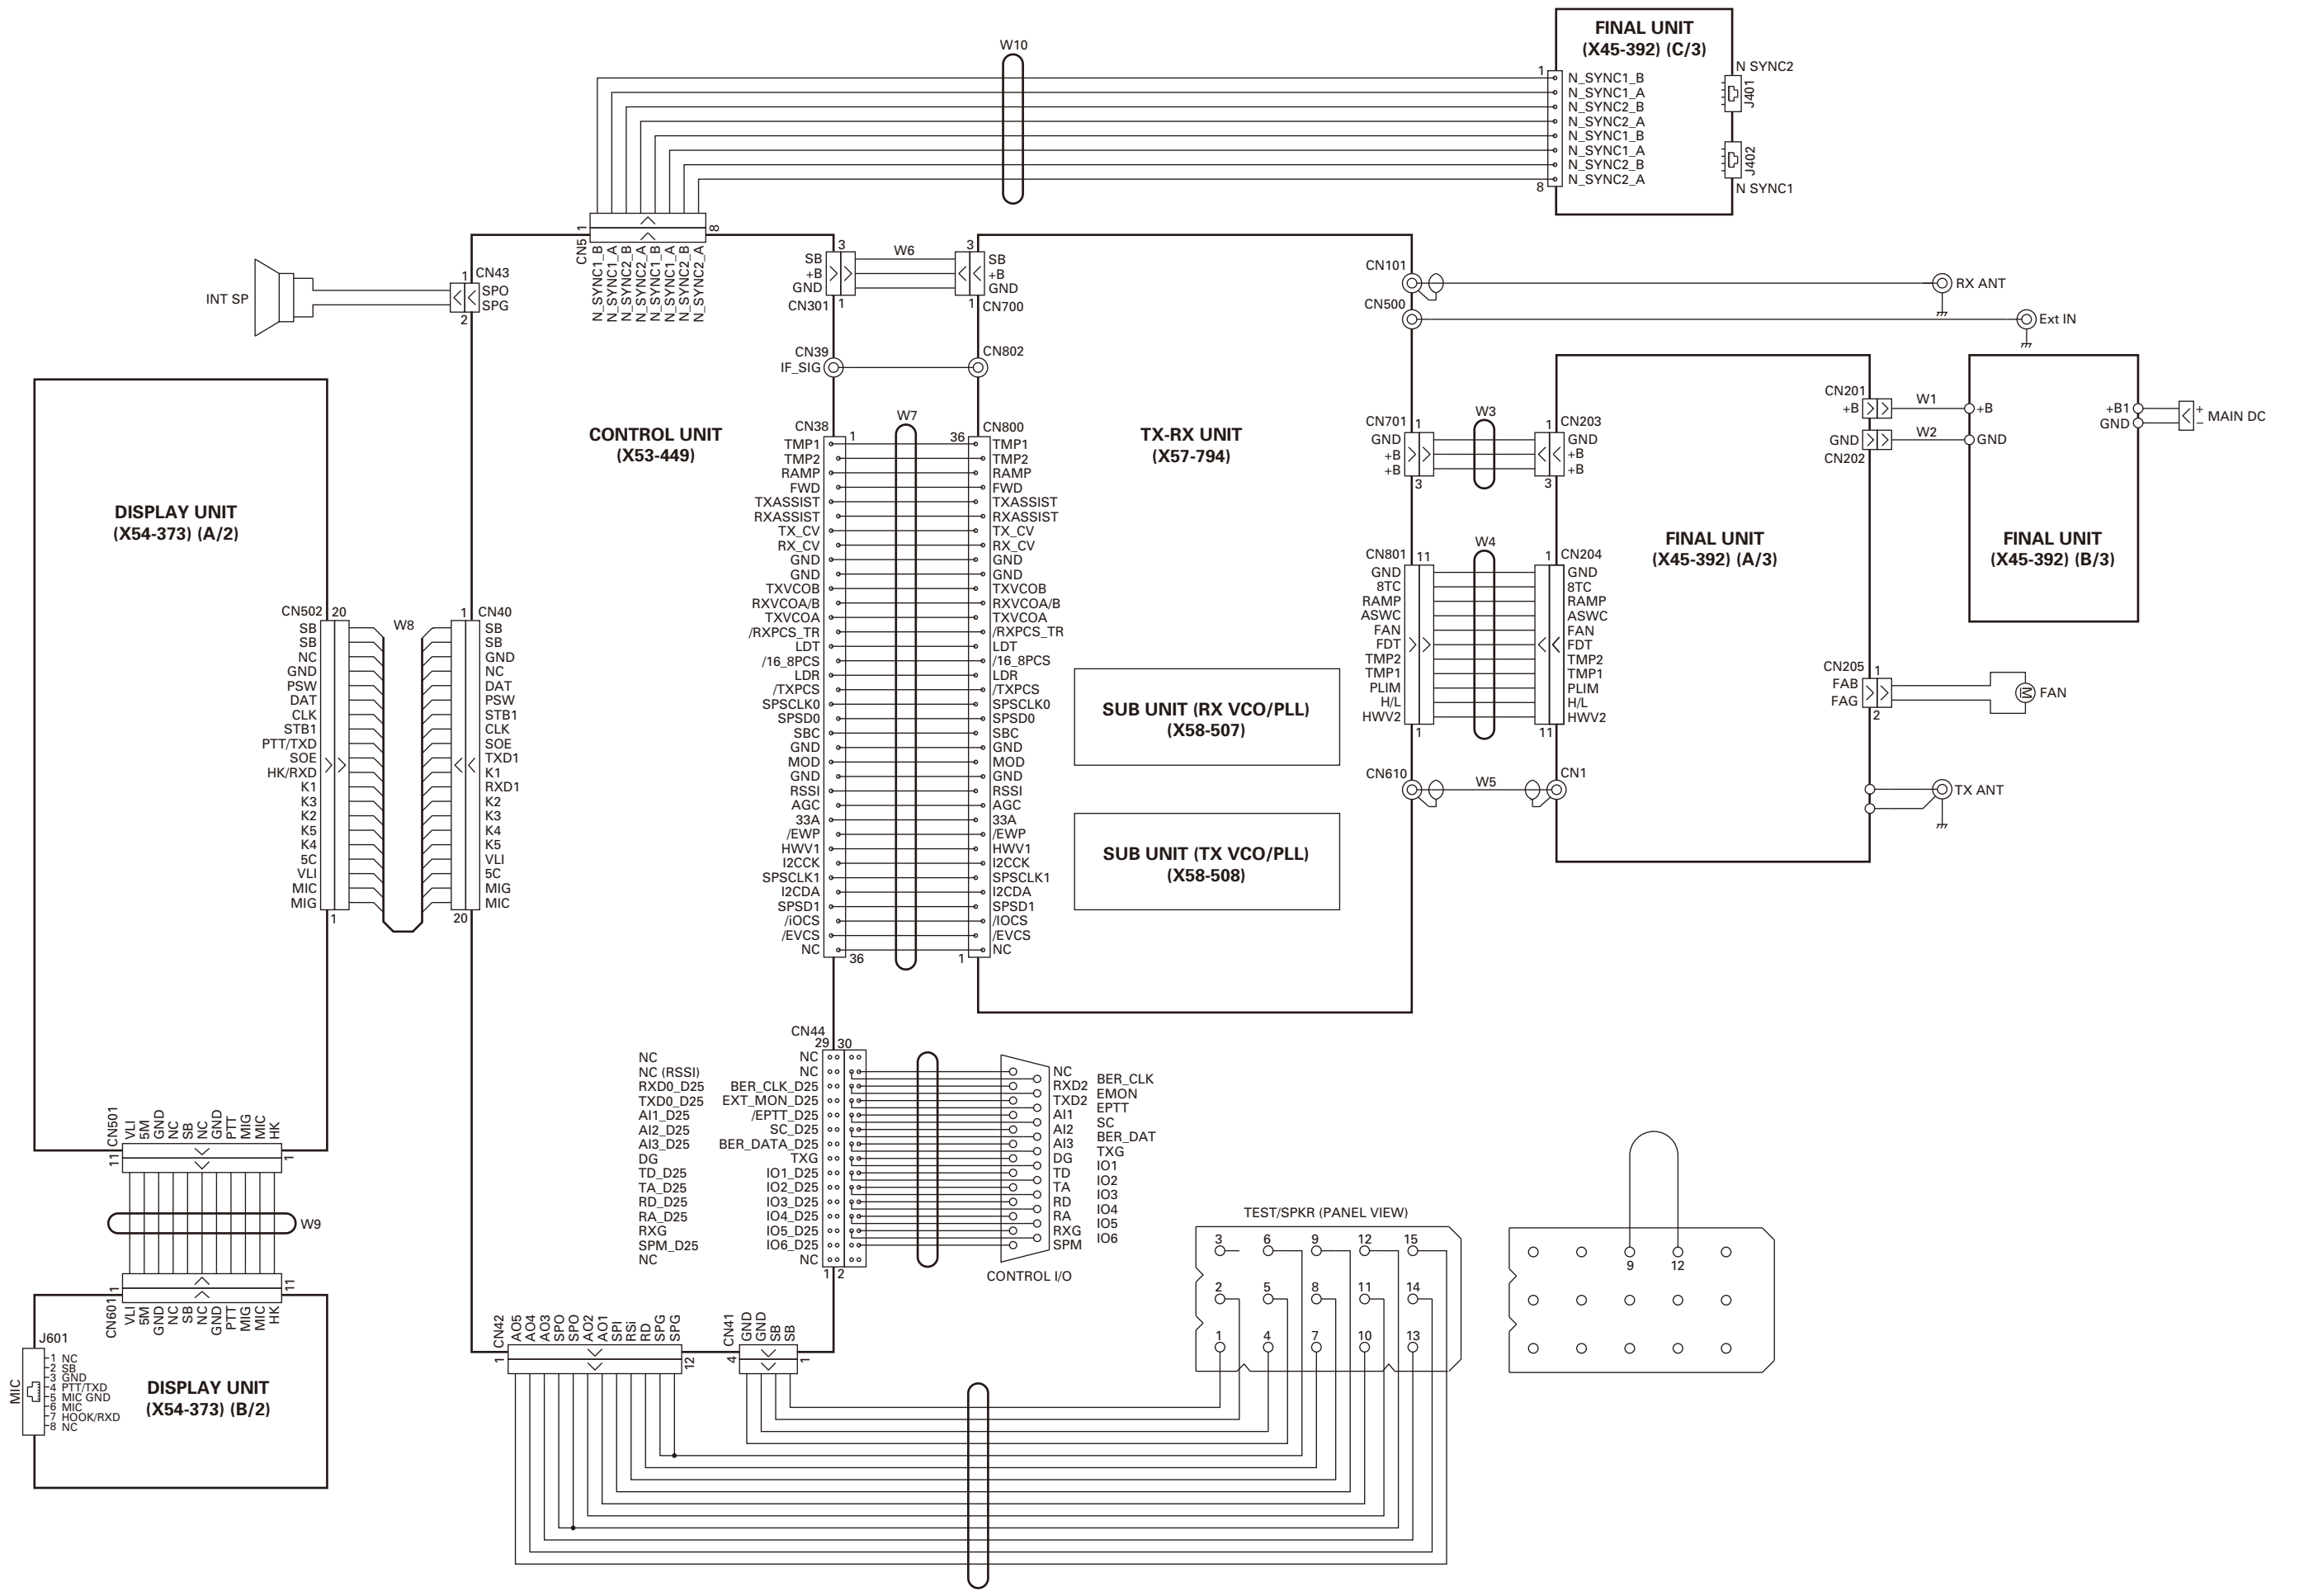 W10
FINAL UNIT
(X45-392) (C/3)
1
N_SYNC1_B
N_SYNC1_A
N_SYNC2_B
N_SYNC2_A
N_SYNC1_B
N_SYNC1_A
N_SYNC2_B
N_SYNC2_A
8
N SYNC2
J401
J402
N SYNC1
CN5
1
8
N_SYNC1_B
N_SYNC1_A
N_SYNC2_B
N_SYNC2_A
N_SYNC1_B
N_SYNC1_A
N_SYNC2_B
N_SYNC2_A
INT SP
1
CN43
SPO
SPG
2
3
SB
+B
GND
CN301
1
W6
3
SB
+B
GND
1
CN700
CN39
IF_SIG
CN802
CN101
RX ANT
CN500
Ext IN
CONTROL UNIT
(X53-449)
TX-RX UNIT
(X57-794)
DISPLAY UNIT
(X54-373) (A/2)
CN38
1
TMP1
TMP2
RAMP
FWD
TXASSIST
RXASSIST
TX_CV
RX_CV
GND
GND
TXVCOB
RXVCOA/B
TXVCOA
/RXPCS_TR
LDT
/16_8PCS
LDR
/TXPCS
SPSCLK0
SPSD0
SBC
GND
MOD
GND
RSSI
AGC
33A
/EWP
HWV1
I2CCK
SPSCLK1
I2CDA
SPSD1
/iOCS
/EVCS
NC
36
W7
36
CN800
TMP1
TMP2
RAMP
FWD
TXASSIST
RXASSIST
TX_CV
RX_CV
GND
GND
TXVCOB
RXVCOA/B
TXVCOA
/RXPCS_TR
LDT
/16_8PCS
LDR
/TXPCS
SPSCLK0
SPSD0
SBC
GND
MOD
GND
RSSI
AGC
33A
/EWP
HWV1
I2CCK
SPSCLK1
I2CDA
SPSD1
/IOCS
/EVCS
NC
1
SUB UNIT (RX VCO/PLL)
(X58-507)
SUB UNIT (TX VCO/PLL)
(X58-508)
CN701
1
GND
+B
+B
3
W3
1
CN203
GND
+B
+B
3
CN801
11
GND
8TC
RAMP
ASWC
FAN
FDT
TMP2
TMP1
PLIM
H/L
HWV2
1
W4
1
CN204
GND
8TC
RAMP
ASWC
FAN
FDT
TMP2
TMP1
PLIM
H/L
HWV2
11
CN610
W5
CN1
FINAL UNIT
(X45-392) (A/3)
CN201
+B
GND
CN202
W1
W2
+B
GND
+B1
GND
+
−
MAIN DC
FINAL UNIT
(X45-392) (B/3)
CN205
1
FAB
FAG
2
M
FAN
TX ANT
CN502
20
SB
SB
NC
GND
PSW
DAT
CLK
STB1
PTT/TXD
SOE
HK/RXD
K1
K3
K2
K5
K4
5C
VLI
MIC
MIG
1
W8
1
CN40
SB
SB
GND
NC
DAT
PSW
STB1
CLK
SOE
TXD1
K1
RXD1
K2
K3
K4
K5
VLI
5C
MIG
MIC
20
CN501
11
VLI
5M
GND
NC
SB
NC
GND
PTT
MIG
MIC
HK
1
W9
CN601
1
11
VLI
5M
GND
NC
SB
NC
GND
PTT
MIG
MIC
HK
J601
MIC
1 NC
2 SB
3 GND
4 PTT/TXD
5 MIC GND
6 MIC
7 HOOK/RXD
8 NC
DISPLAY UNIT
(X54-373) (B/2)
CN44
29 30
NC
NC (RSSI)
RXD0_D25
TXD0_D25
AI1_D25
AI2_D25
AI3_D25
DG
TD_D25
TA_D25
RD_D25
RA_D25
RXG
SPM_D25
NC
NC
NC
BER_CLK_D25
EXT_MON_D25
/EPTT_D25
SC_D25
BER_DATA_D25
TXG
IO1_D25
IO2_D25
IO3_D25
IO4_D25
IO5_D25
IO6_D25
NC
1 2
NC
RXD2
TXD2
AI1
AI2
AI3
DG
TD
TA
RD
RA
RXG
SPM
BER_CLK
EMON
EPTT
SC
BER_DAT
TXG
IO1
IO2
IO3
IO4
IO5
IO6
CONTROL I/O
CN42
1
AO5
AO4
AO3
SPO
SPO
AO2
AO1
SPI
RSi
RD
SPG
SPG
12
CN41
4
GND
GND
SB
SB
1
TEST/SPKR (PANEL VIEW)
3 6 9 12 15
2 5 8 11 14
1 4 7 10 13
9 12